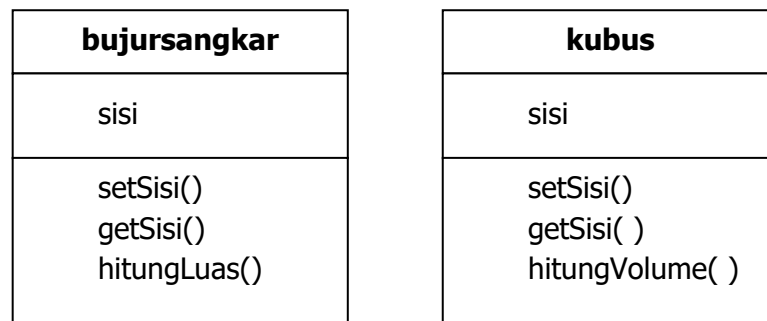 bujursangkar
sisi
setSisi()
getSisi()
hitungLuas()
kubus
sisi
setSisi()
getSisi( )
hitungVolume( )